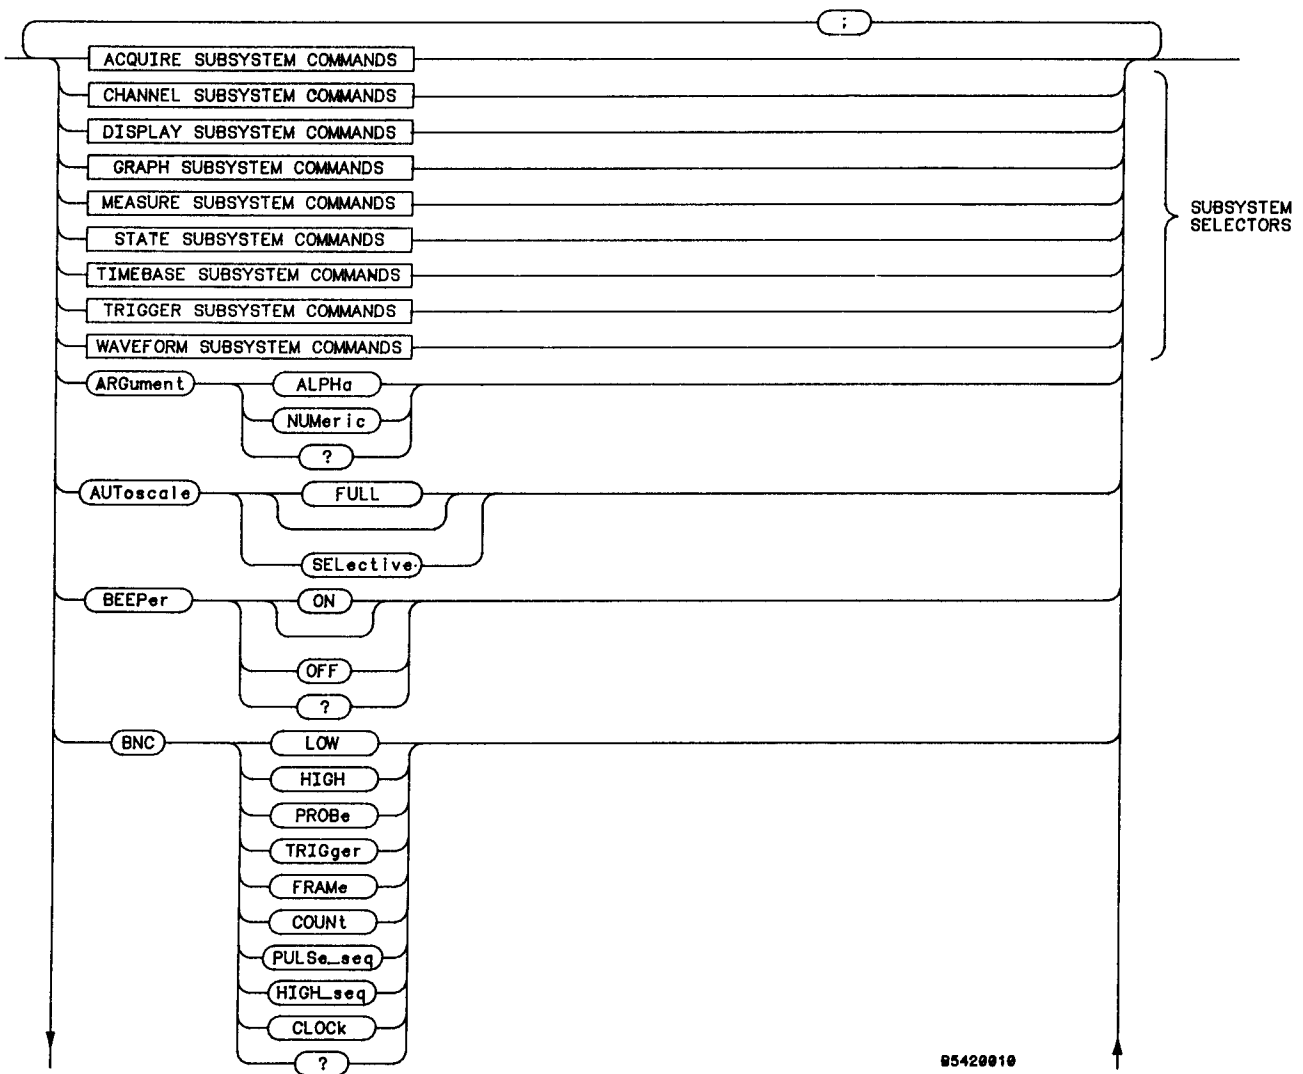 ;
ACQUIRE SUBSYSTEM COMMANDS
CHANNEL SUBSYSTEM COMMANDS
DISPLAY SUBSYSTEM COMMANDS
GRAPH SUBSYSTEM COMMANDS
MEASURE SUBSYSTEM COMMANDS
STATE SUBSYSTEM COMMANDS
TIMEBASE SUBSYSTEM COMMANDS
TRIGGER SUBSYSTEM COMMANDS
WAVEFORM SUBSYSTEM COMMANDS
SUBSYSTEM
SELECTORS
ARGument
ALPHa
NUMeric
?
AUToscale
FULL
SELective
BEEPer
ON
OFF
?
BNC
LOW
HIGH
PROBe
TRIGger
FRAMe
COUNt
PULSe_seq
HIGH_seq
CLOCk
?
95420010